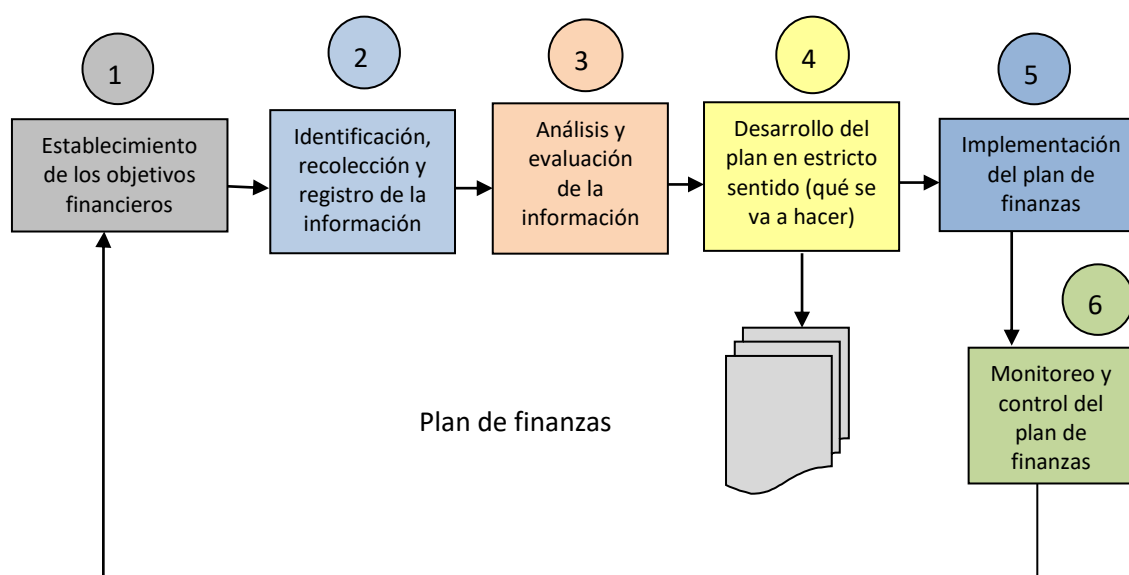 1
2
3
4
5
Establecimiento
de los objetivos
financieros
Identificación,
recolección y
registro de la
información
Análisis y
evaluación
de la
información
Desarrollo del
plan en estricto
sentido (qué se
va a hacer)
Implementación
del plan de
finanzas
6
Monitoreo y
control del
plan de
finanzas
Plan de finanzas